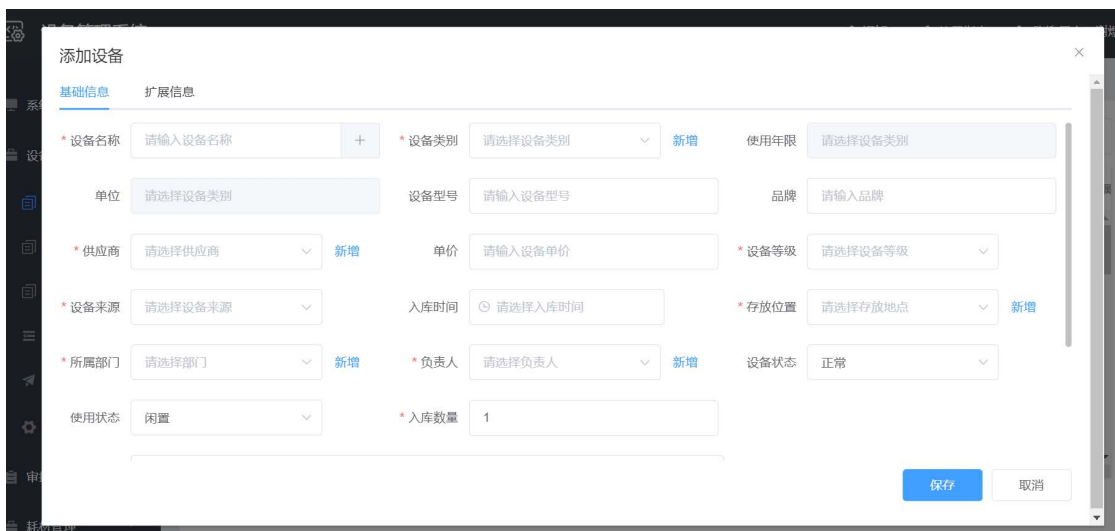 添加设备
基础信息 扩展信息
* 设备名称 请输入设备名称 + * 设备类别 请选择设备类别 新增 使用年限 请选择设备类别
单位 请选择设备类别 设备型号 请输入设备型号 品牌 请输入品牌
* 供应商 请选择供应商 新增 单价 请输入设备单价 * 设备等级 请选择设备等级
* 设备来源 请选择设备来源 入库时间 请选择入库时间 * 存放位置 请选择存放地点 新增
* 所属部门 请选择部门 新增 * 负责人 请选择负责人 新增 设备状态 正常
使用状态 闲置 * 入库数量 1
保存 取消